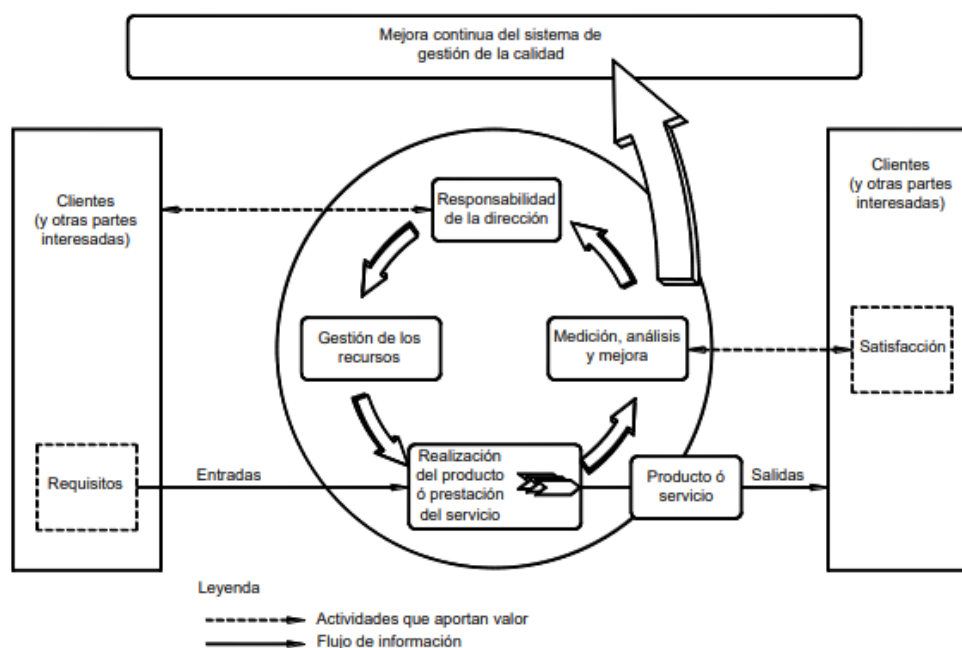 Mejora continua del sistema de
gestión de la calidad
Clientes
(y otras partes
interesadas)
Responsabilidad
de la dirección
Clientes
(y otras partes
interesadas)
Gestión de los
recursos
Medición, análisis
y mejora
Satisfacción
Requisitos
Entradas
Realización
del producto
ó prestación
del servicio
Producto ó
servicio
Salidas
Leyenda
Actividades que aportan valor
Flujo de información